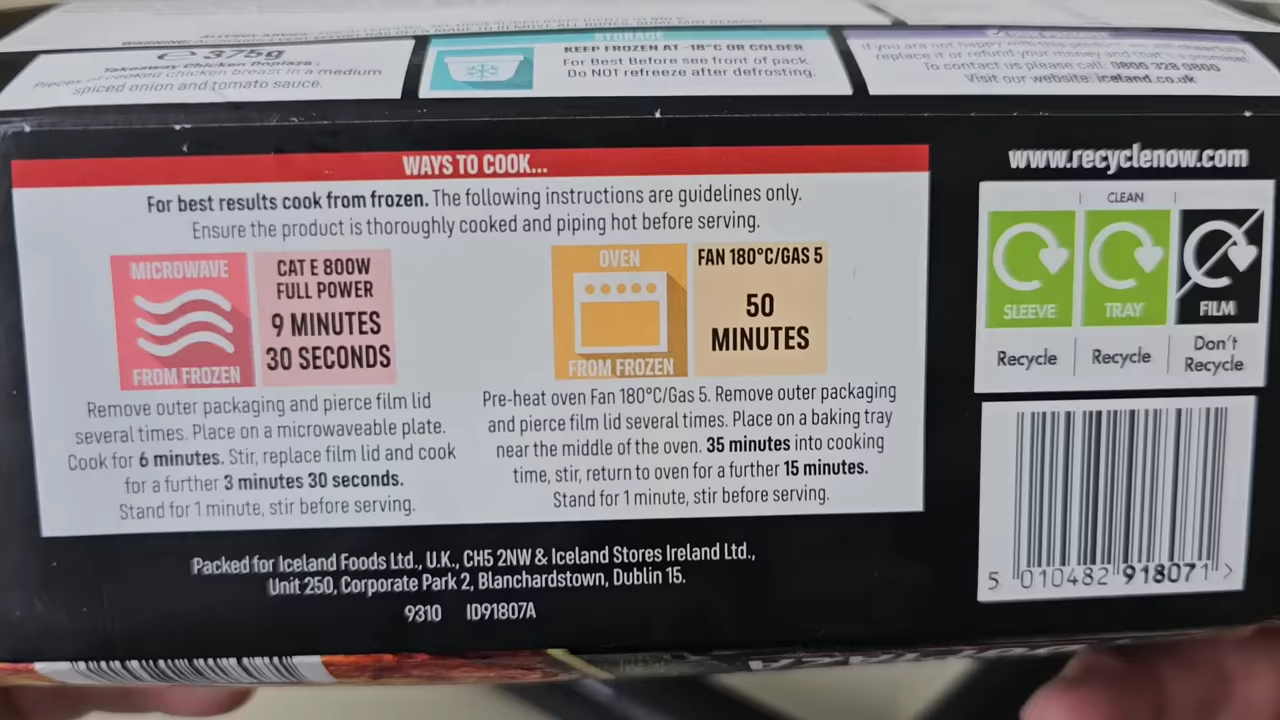 375g
Takeaway Chicken Dopiaza :
Pieces of cooked chicken breast in a medium
spiced onion and tomato sauce.
STORAGE
KEEP FROZEN AT -18°C OR COLDER
For Best Before see front of pack.
Do NOT refreeze after defrosting.
If you are not happy with this product we will cheerfully
replace it or refund your money and that's a promise!
To contact us please call: 0800 328 0800
Visit our website: iceland.co.uk
WAYS TO COOK...
For best results cook from frozen. The following instructions are guidelines only.
Ensure the product is thoroughly cooked and piping hot before serving.
MICROWAVE
FROM FROZEN
CAT E 800W
FULL POWER
9 MINUTES
30 SECONDS
Remove outer packaging and pierce film lid
several times. Place on a microwaveable plate.
Cook for 6 minutes. Stir, replace film lid and cook
for a further 3 minutes 30 seconds.
Stand for 1 minute, stir before serving.
OVEN
FROM FROZEN
FAN 180°C/GAS 5
50
MINUTES
Pre-heat oven Fan 180°C/Gas 5. Remove outer packaging
and pierce film lid several times. Place on a baking tray
near the middle of the oven. 35 minutes into cooking
time, stir, return to oven for a further 15 minutes.
Stand for 1 minute, stir before serving.
www.recyclenow.com
CLEAN
SLEEVE
TRAY
FILM
Recycle
Recycle
Don't
Recycle
5 010482 918071 >
Packed for Iceland Foods Ltd., U.K., CH5 2NW & Iceland Stores Ireland Ltd.,
Unit 250, Corporate Park 2, Blanchardstown, Dublin 15.
9310 ID91807A